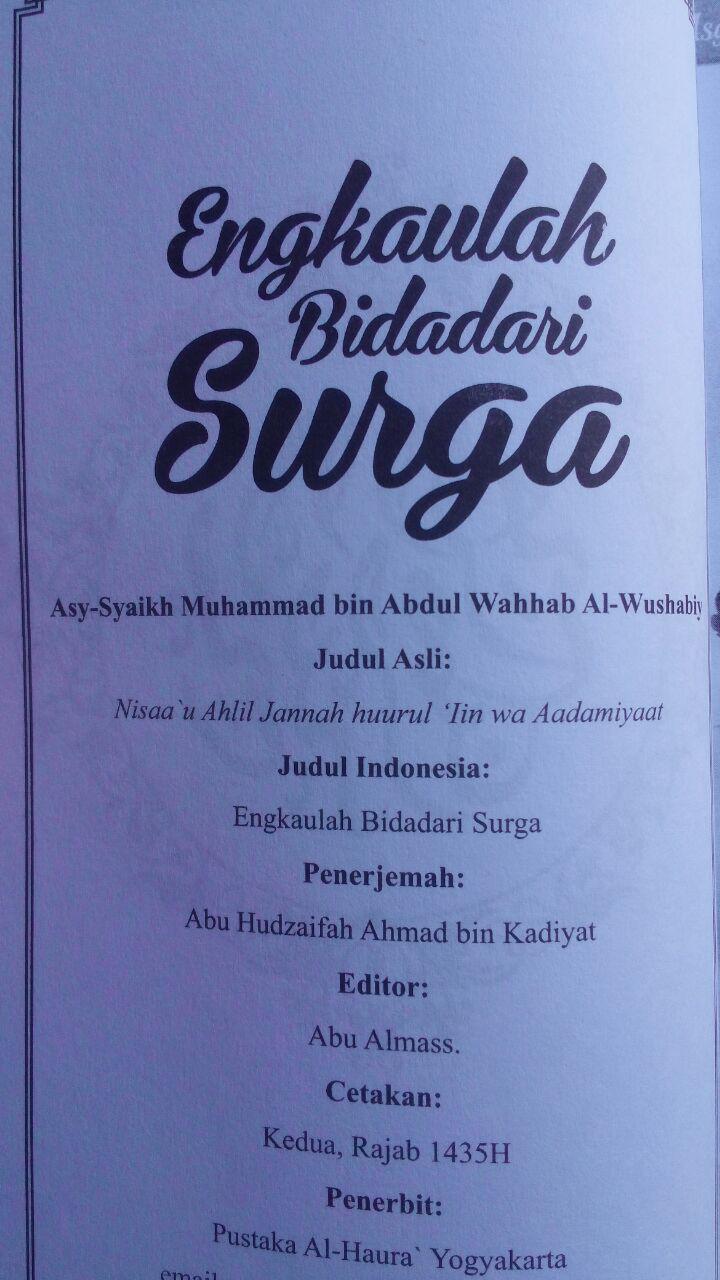 Engkaulah
Bidadari
Surga
Asy-Syaikh Muhammad bin Abdul Wahhab Al-Wushabiy
Judul Asli:
Nisaa`u Ahlil Jannah huurul ‘Iin wa Aadamiyaat
Judul Indonesia:
Engkaulah Bidadari Surga
Penerjemah:
Abu Hudzaifah Ahmad bin Kadiyat
Editor:
Abu Almass.
Cetakan:
Kedua, Rajab 1435H
Penerbit:
Pustaka Al-Haura` Yogyakarta
email